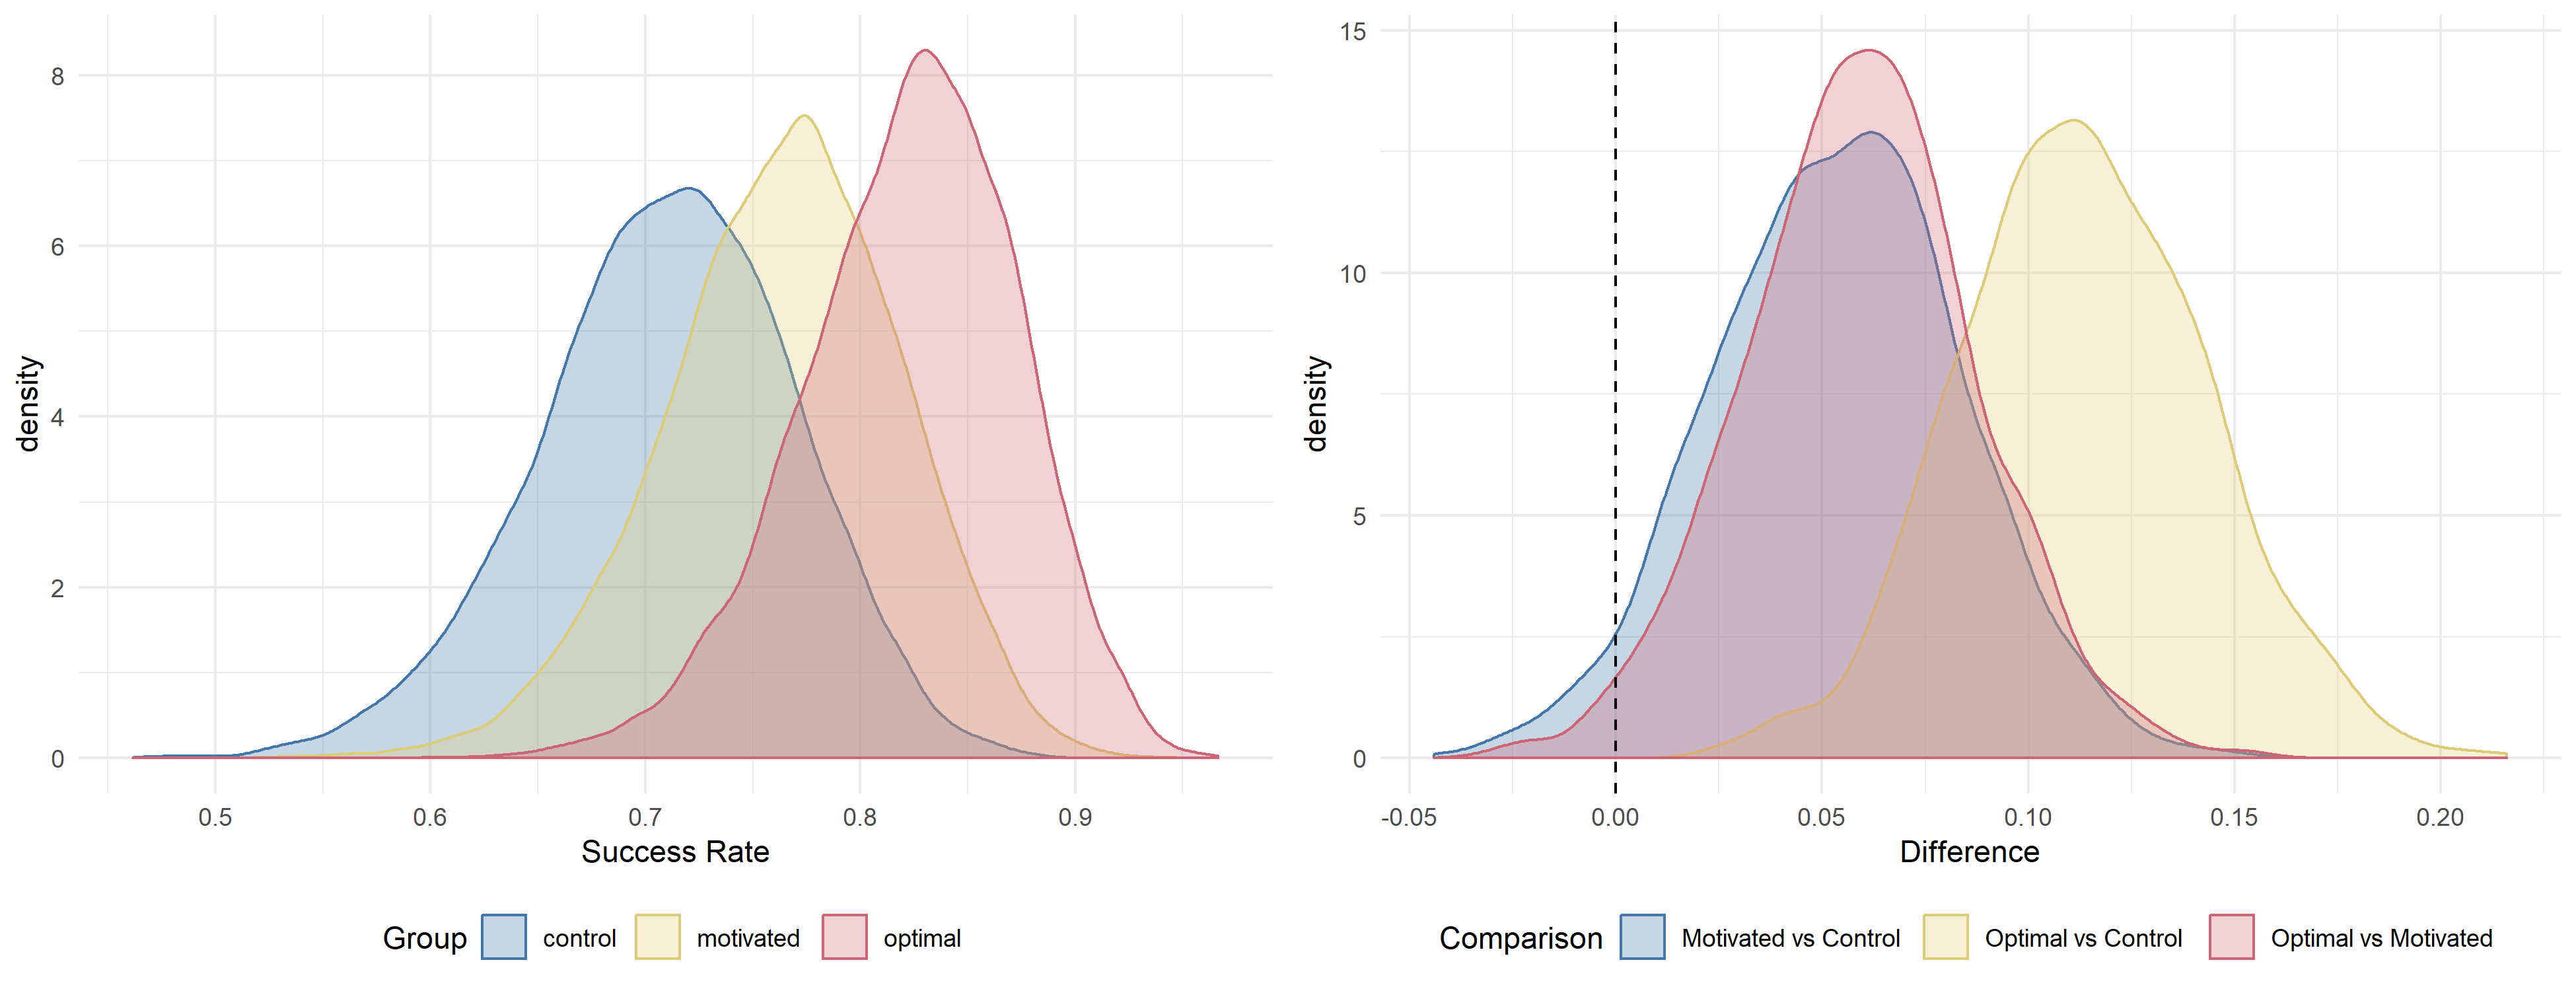 density
8
6
4
2
0
0.5 0.6 0.7 0.8 0.9
Success Rate
Group control motivated optimal
density
15
10
5
0
-0.05 0.00 0.05 0.10 0.15 0.20
Difference
Comparison Motivated vs Control Optimal vs Control Optimal vs Motivated